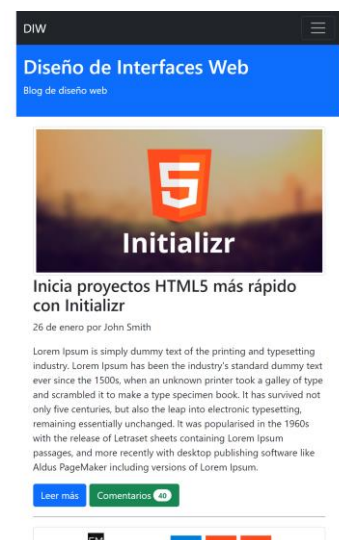 DIW
Diseño de Interfaces Web
Blog de diseño web
5
Initializr
Inicia proyectos HTML5 más rápido
con Initializr
26 de enero por John Smith
Lorem Ipsum is simply dummy text of the printing and typesetting
industry. Lorem Ipsum has been the industry's standard dummy text
ever since the 1500s, when an unknown printer took a galley of type
and scrambled it to make a type specimen book. It has survived not
only five centuries, but also the leap into electronic typesetting,
remaining essentially unchanged. It was popularised in the 1960s
with the release of Letraset sheets containing Lorem Ipsum
passages, and more recently with desktop publishing software like
Aldus PageMaker including versions of Lorem Ipsum.
Leer más Comentarios 40